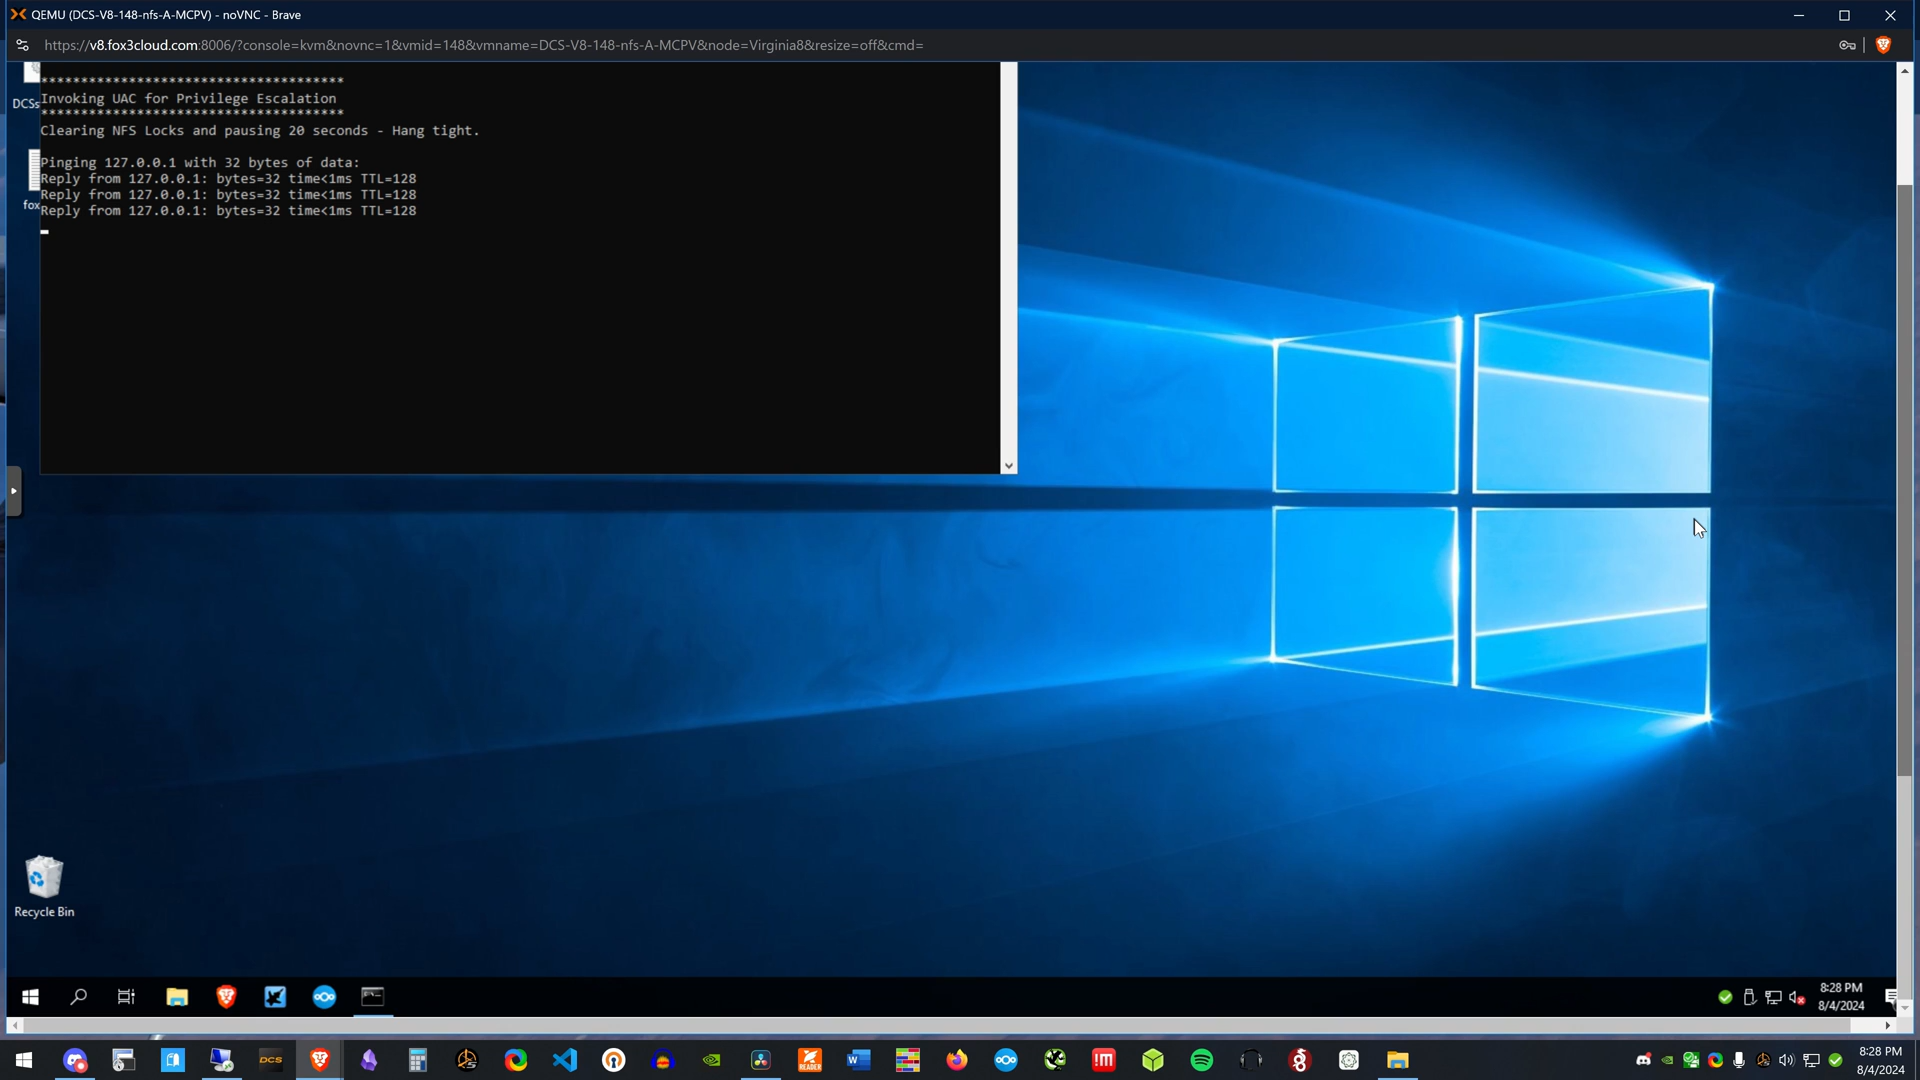 QEMU (DCS-V8-148-nfs-A-MCPV) - noVNC - Brave
https://v8.fox3cloud.com:8006/?console=kvm&novnc=1&vmid=148&vmname=DCS-V8-148-nfs-A-MCPV&node=Virginia8&resize=off&cmd=
**************************************
Invoking UAC for Privilege Escalation
**************************************
Clearing NFS Locks and pausing 20 seconds - Hang tight.
Pinging 127.0.0.1 with 32 bytes of data:
Reply from 127.0.0.1: bytes=32 time<1ms TTL=128
Reply from 127.0.0.1: bytes=32 time<1ms TTL=128
Reply from 127.0.0.1: bytes=32 time<1ms TTL=128
DCSs
fox
Recycle Bin
8:28 PM
8/4/2024
DCS
READER
!M
8:28 PM
8/4/2024